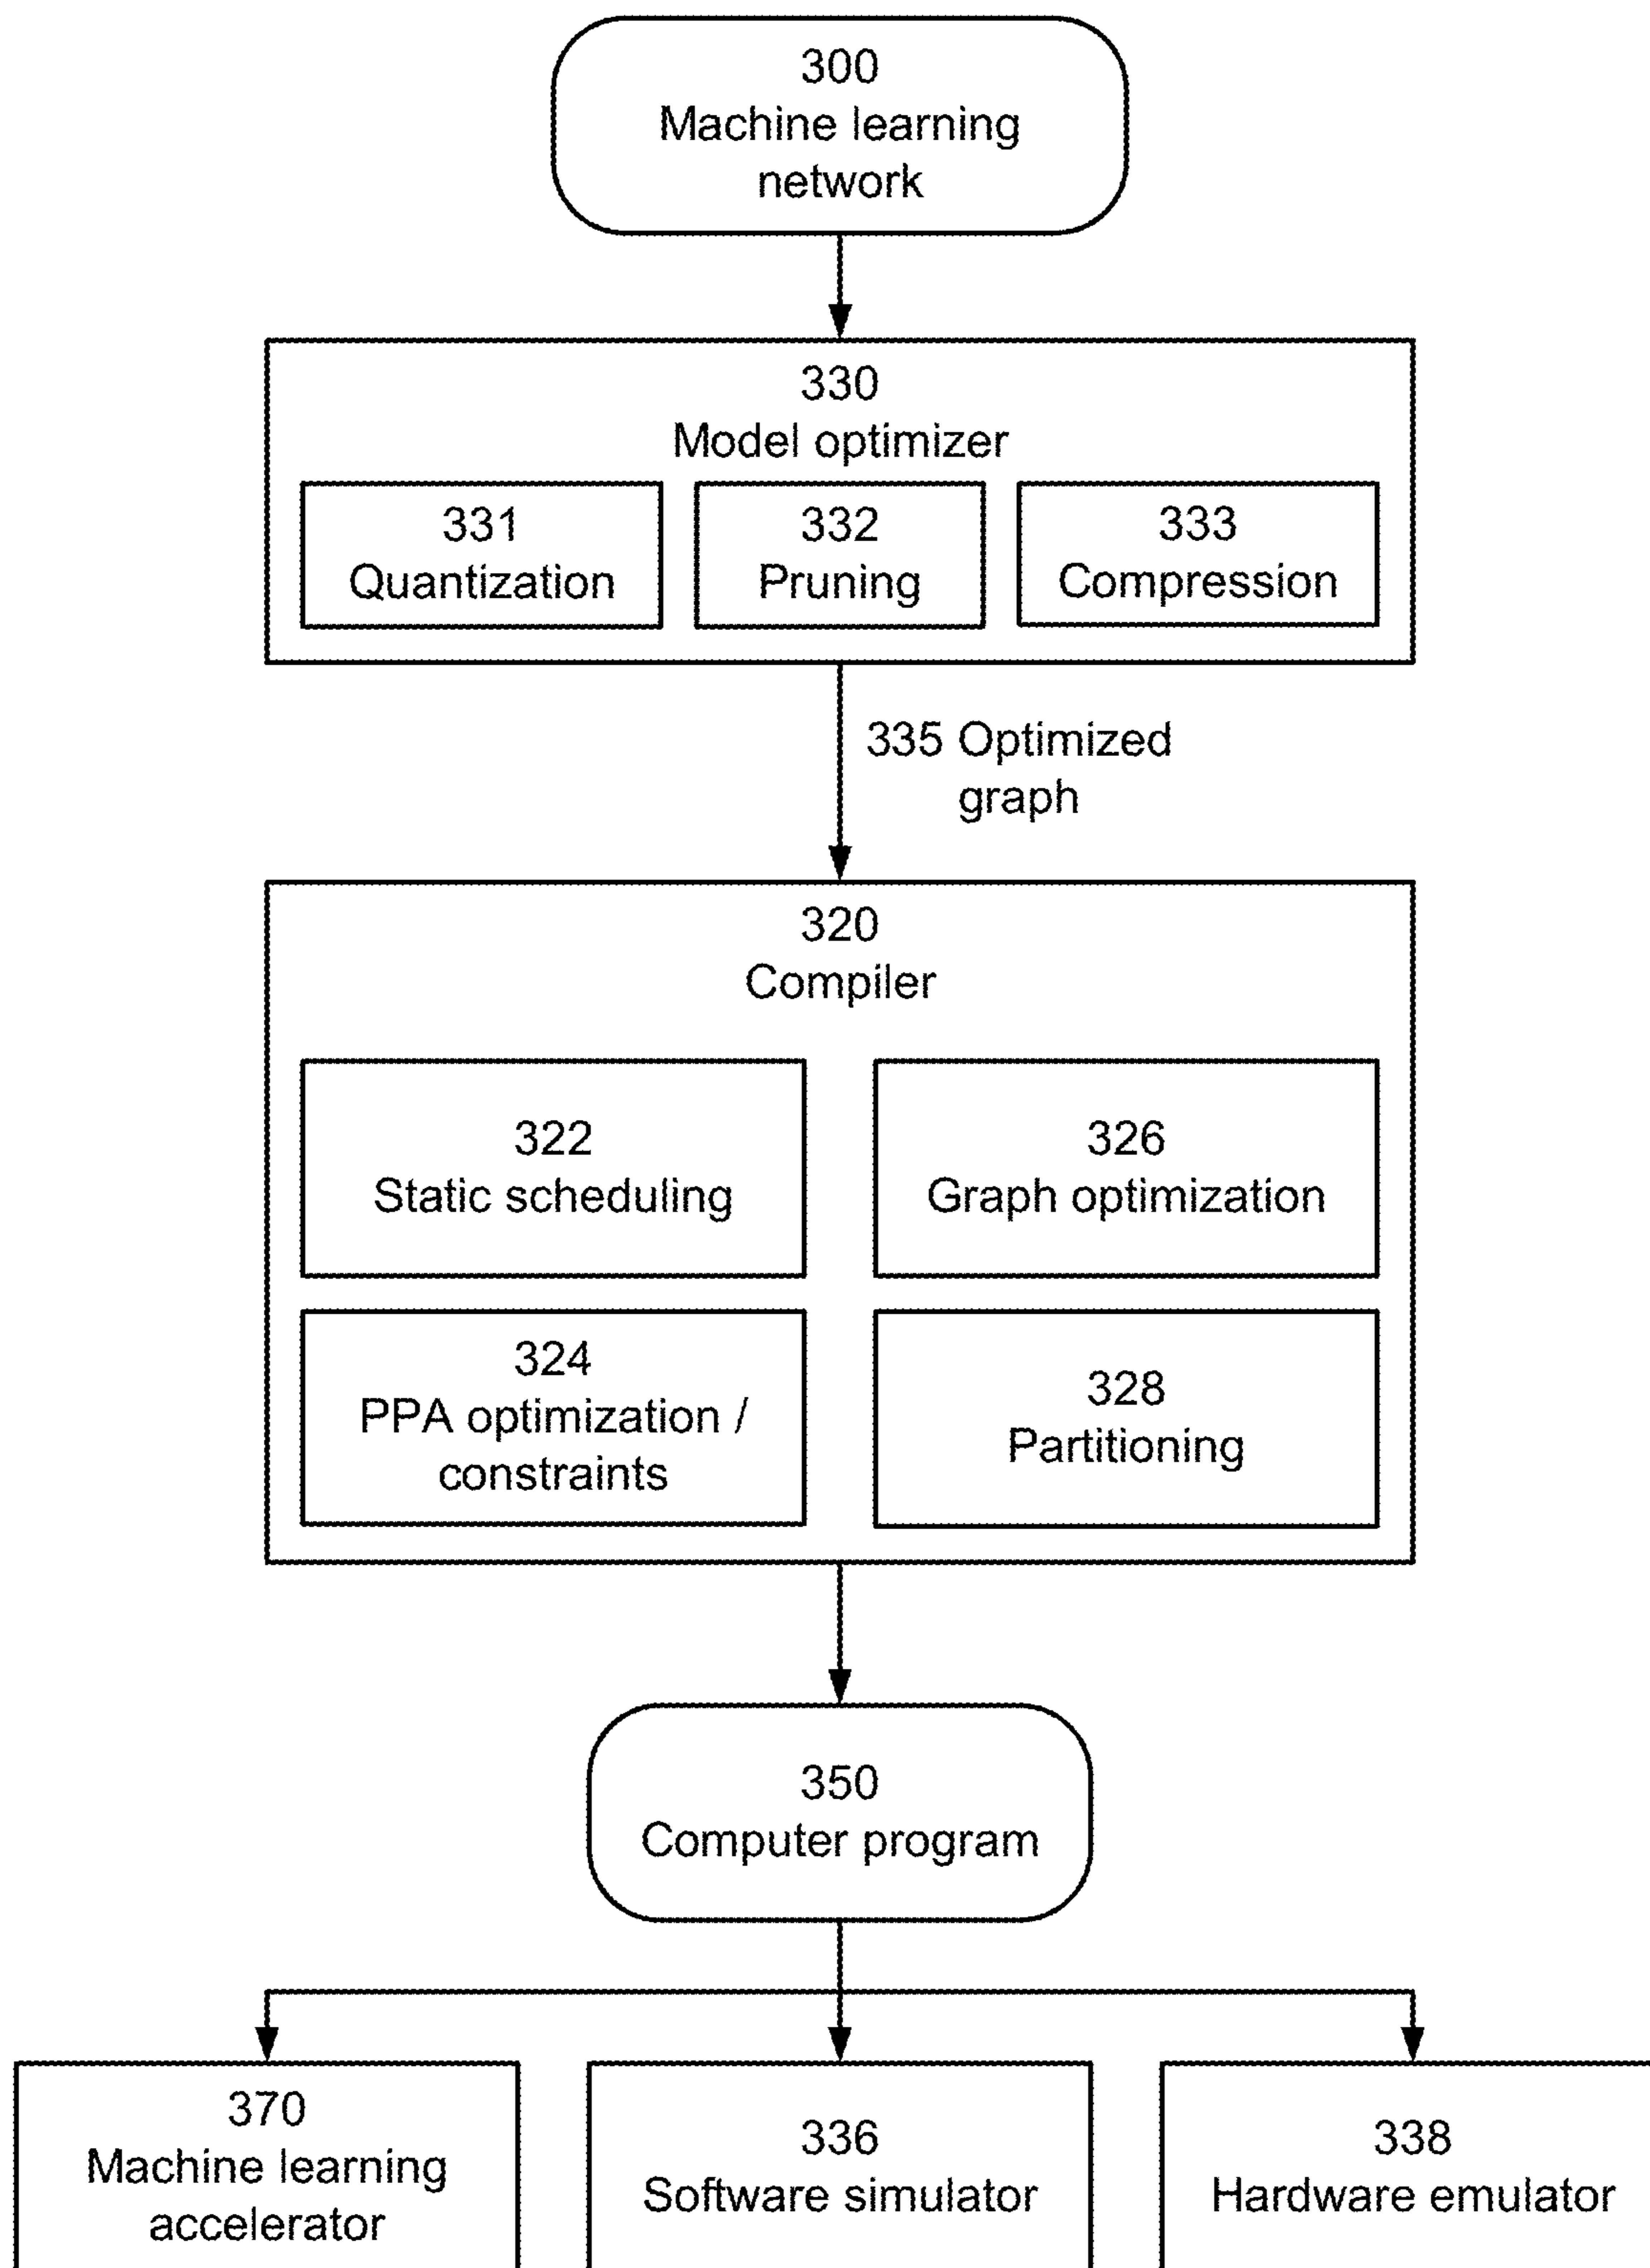 300
Machine learning
network
330
Model optimizer
331
Quantization
332
Pruning
333
Compression
335 Optimized
graph
320
Compiler
322
Static scheduling
326
Graph optimization
324
PPA optimization /
constraints
328
Partitioning
350
Computer program
370
Machine learning
accelerator
336
Software simulator
338
Hardware emulator